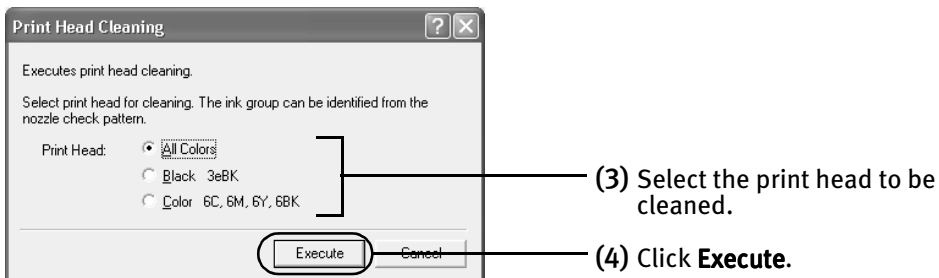 Print Head Cleaning
Executes print head cleaning.
Select print head for cleaning. The ink group can be identified from the
nozzle check pattern.
Print Head:
All Colors
Black 3eBK
Color 6C, 6M, 6Y, 6BK
Execute
Cancel
(3) Select the print head to be
cleaned.
(4) Click Execute.